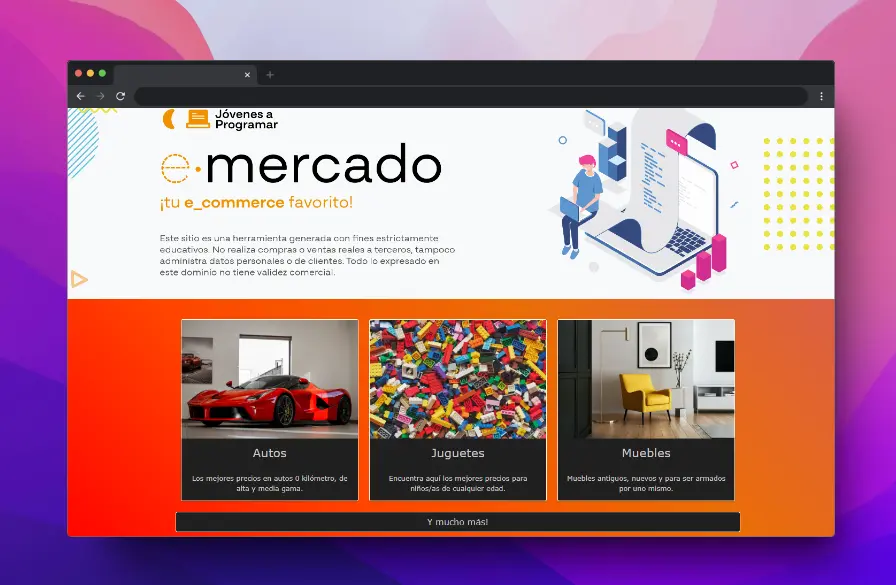 Jóvenes a
Programar
e·mercado
¡tu e_commerce favorito!
Este sitio es una herramienta generada con fines estrictamente
educativos. No realiza compras o ventas reales a terceros, tampoco
administra datos personales o de clientes. Todo lo expresado en
este dominio no tiene validez comercial.
Autos
Los mejores precios en autos 0 kilómetro, de
alta y media gama.
Juguetes
Encuentra aquí los mejores precios para
niños/as de cualquier edad.
Muebles
Muebles antiguos, nuevos y para ser armados
por uno mismo.
Y mucho más!